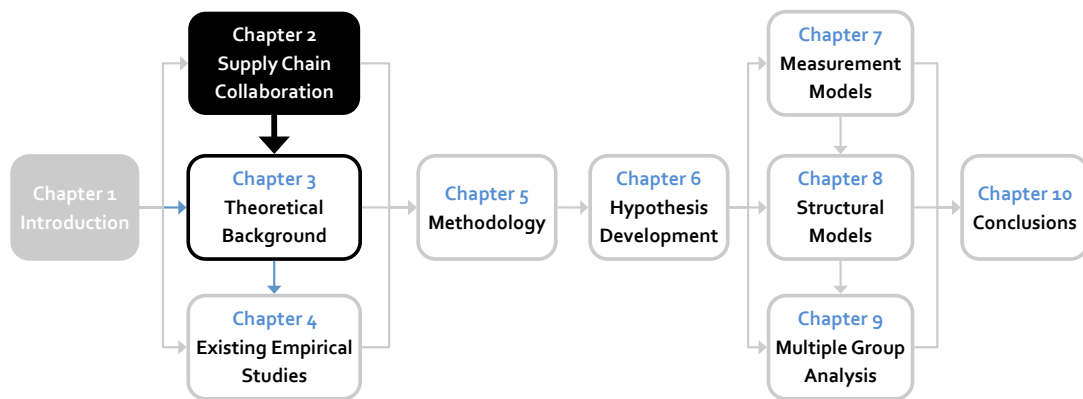 Chapter 1
Introduction
Chapter 2
Supply Chain
Collaboration
Chapter 3
Theoretical
Background
Chapter 4
Existing Empirical
Studies
Chapter 5
Methodology
Chapter 6
Hypothesis
Development
Chapter 7
Measurement
Models
Chapter 8
Structural
Models
Chapter 9
Multiple Group
Analysis
Chapter 10
Conclusions